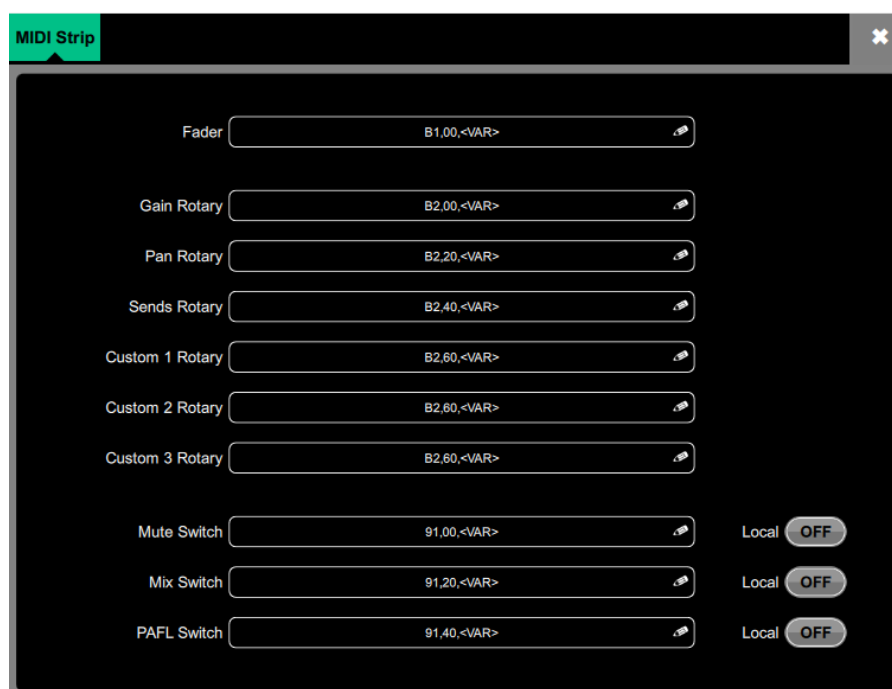 MIDI Strip
Fader B1,00,<VAR>
Gain Rotary B2,00,<VAR>
Pan Rotary B2,20,<VAR>
Sends Rotary B2,40,<VAR>
Custom 1 Rotary B2,60,<VAR>
Custom 2 Rotary B2,60,<VAR>
Custom 3 Rotary B2,60,<VAR>
Mute Switch 91,00,<VAR> Local OFF
Mix Switch 91,20,<VAR> Local OFF
PAFL Switch 91,40,<VAR> Local OFF